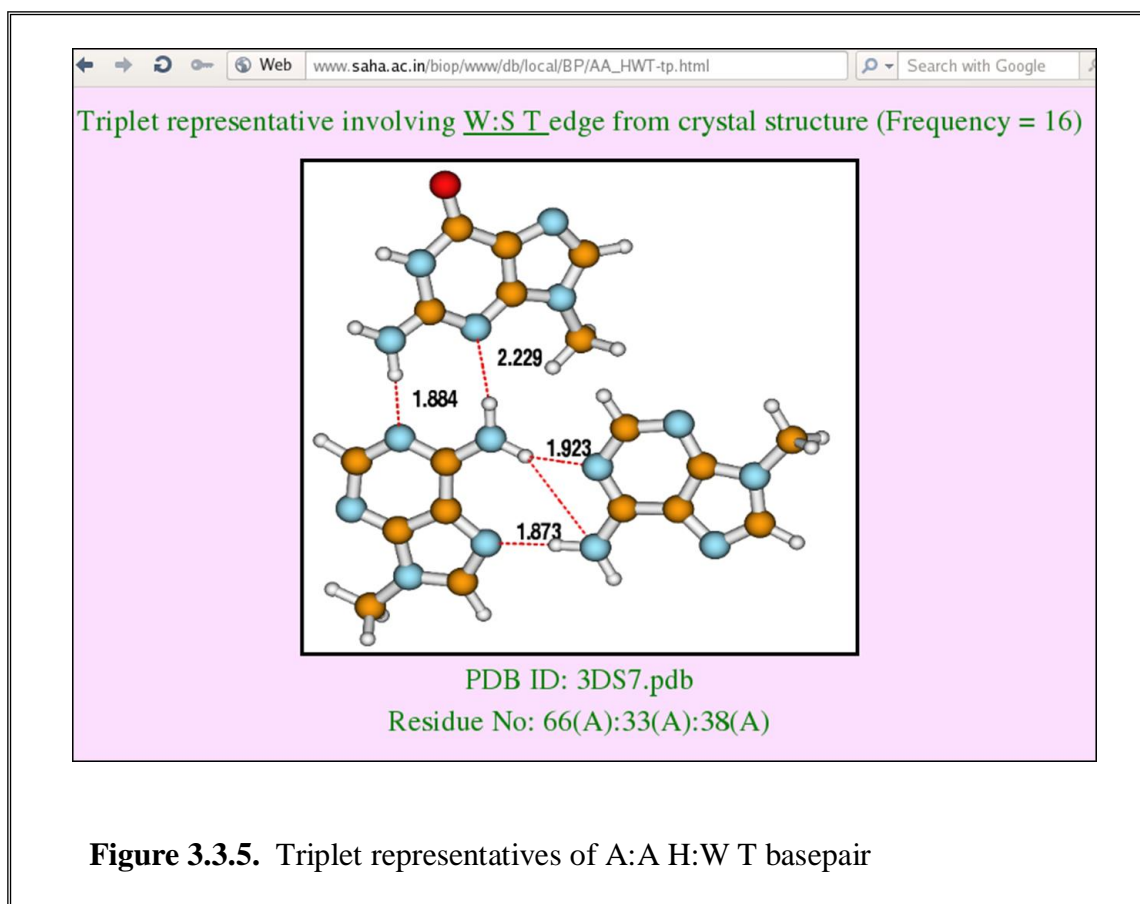 Web www.saha.ac.in/biop/www/db/local/BP/AA_HWT-tp.html Search with Google
Triplet representative involving W:S T edge from crystal structure (Frequency = 16)
2.229
1.884
1.923
1.873
PDB ID: 3DS7.pdb
Residue No: 66(A):33(A):38(A)
Figure 3.3.5. Triplet representatives of A:A H:W T basepair